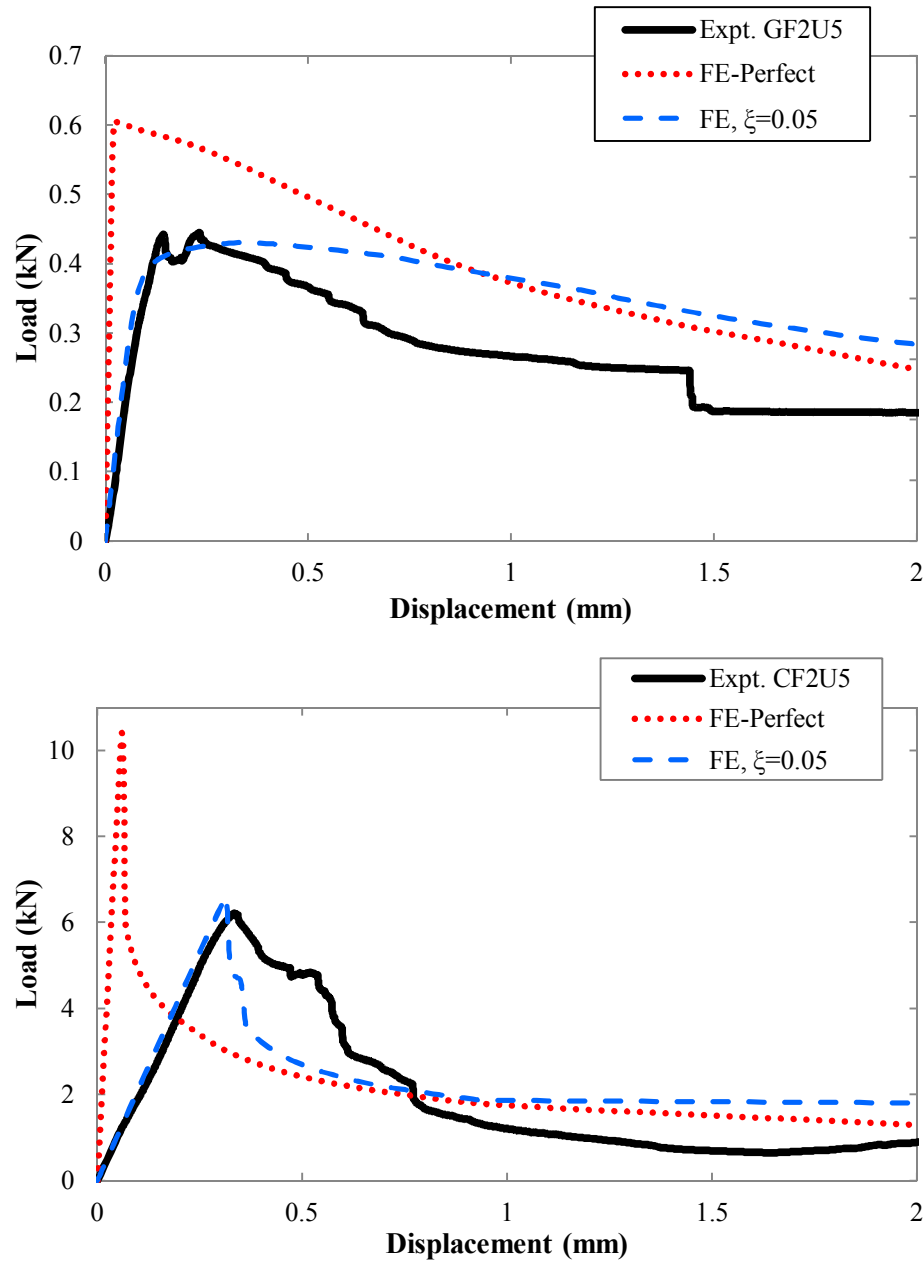 Expt. GF2U5
FE-Perfect
FE, ξ=0.05
0.7
0.6
0.5
0.4
0.3
0.2
0.1
0
Load (kN)
0 0.5 1 1.5 2
Displacement (mm)
Expt. CF2U5
FE-Perfect
FE, ξ=0.05
10
8
6
4
2
0
Load (kN)
0 0.5 1 1.5 2
Displacement (mm)